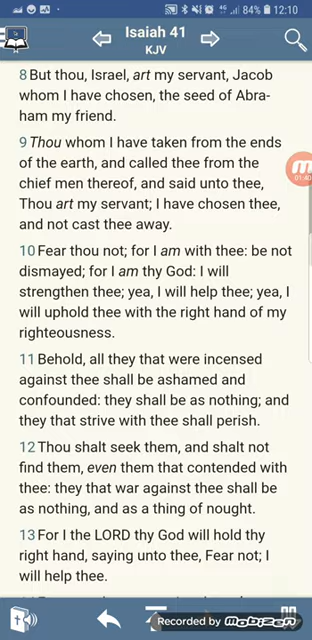 84% 12:10
Isaiah 41
KJV
8 But thou, Israel, art my servant, Jacob
whom I have chosen, the seed of Abra-
ham my friend.
9 Thou whom I have taken from the ends
of the earth, and called thee from the
chief men thereof, and said unto thee,
Thou art my servant; I have chosen thee,
and not cast thee away.
10 Fear thou not; for I am with thee: be not
dismayed; for I am thy God: I will
strengthen thee; yea, I will help thee; yea, I
will uphold thee with the right hand of my
righteousness.
11 Behold, all they that were incensed
against thee shall be ashamed and
confounded: they shall be as nothing; and
they that strive with thee shall perish.
12 Thou shalt seek them, and shalt not
find them, even them that contended with
thee: they that war against thee shall be
as nothing, and as a thing of nought.
13 For I the LORD thy God will hold thy
right hand, saying unto thee, Fear not; I
will help thee.
Recorded by Mobizen